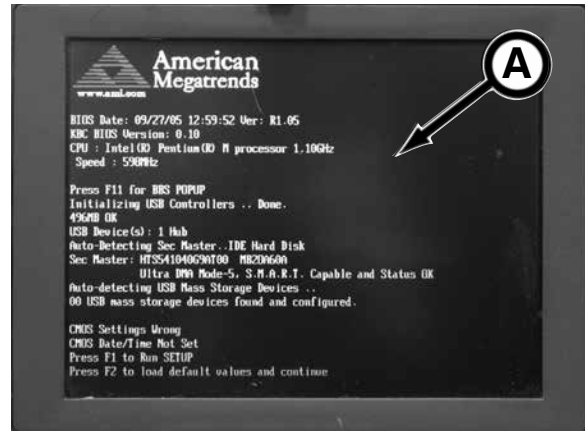 American
Megatrends
www.ami.com
A
BIOS Date: 09/27/05 12:59:52 Ver: R1.05
KBC BIOS Version: 0.10
CPU : Intel(R) Pentium(R) M processor 1.10GHz
Speed : 598MHz
Press F11 for BBS POPUP
Initializing USB Controllers .. Done.
496MB OK
USB Device(s): 1 Hub
Auto-Detecting Sec Master..IDE Hard Disk
Sec Master: HTS541040G9AT00 MB2OA60A
Ultra DMA Mode-5, S.M.A.R.T. Capable and Status OK
Auto-detecting USB Mass Storage Devices ..
00 USB mass storage devices found and configured.
CMOS Settings Wrong
CMOS Date/Time Not Set
Press F1 to Run SETUP
Press F2 to load default values and continue